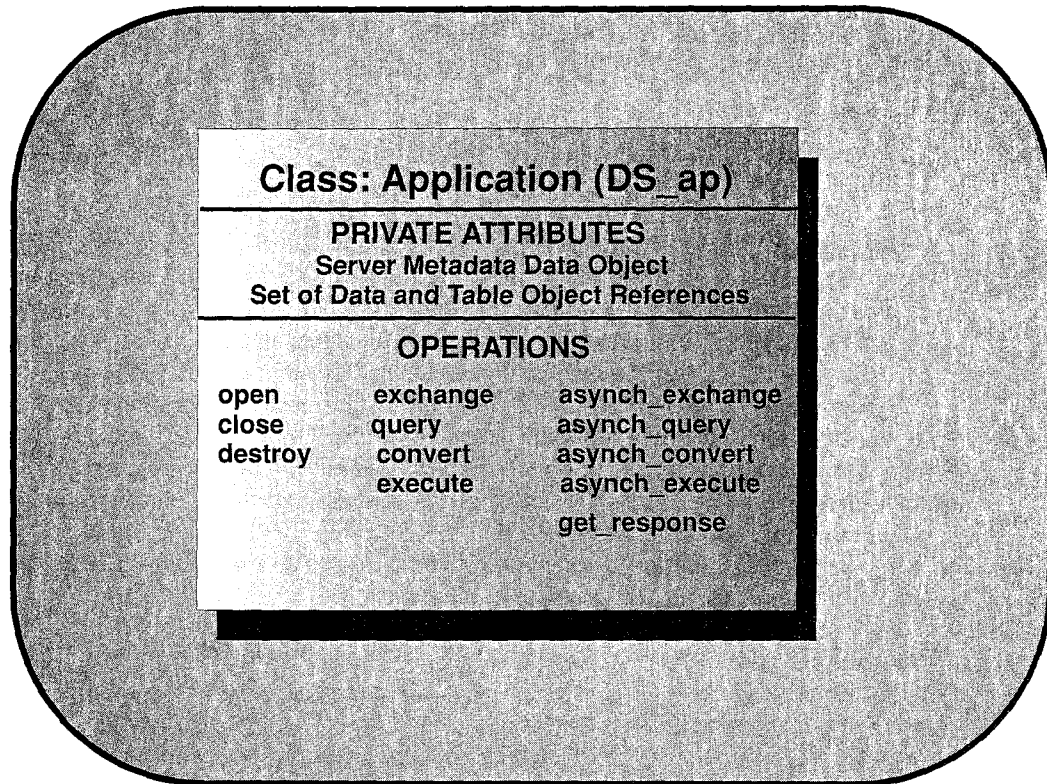 Class: Application (DS_ap)
PRIVATE ATTRIBUTES
Server Metadata Data Object
Set of Data and Table Object References
OPERATIONS
open exchange asynch_exchange
close query asynch_query
destroy convert asynch_convert
execute asynch_execute
get_response